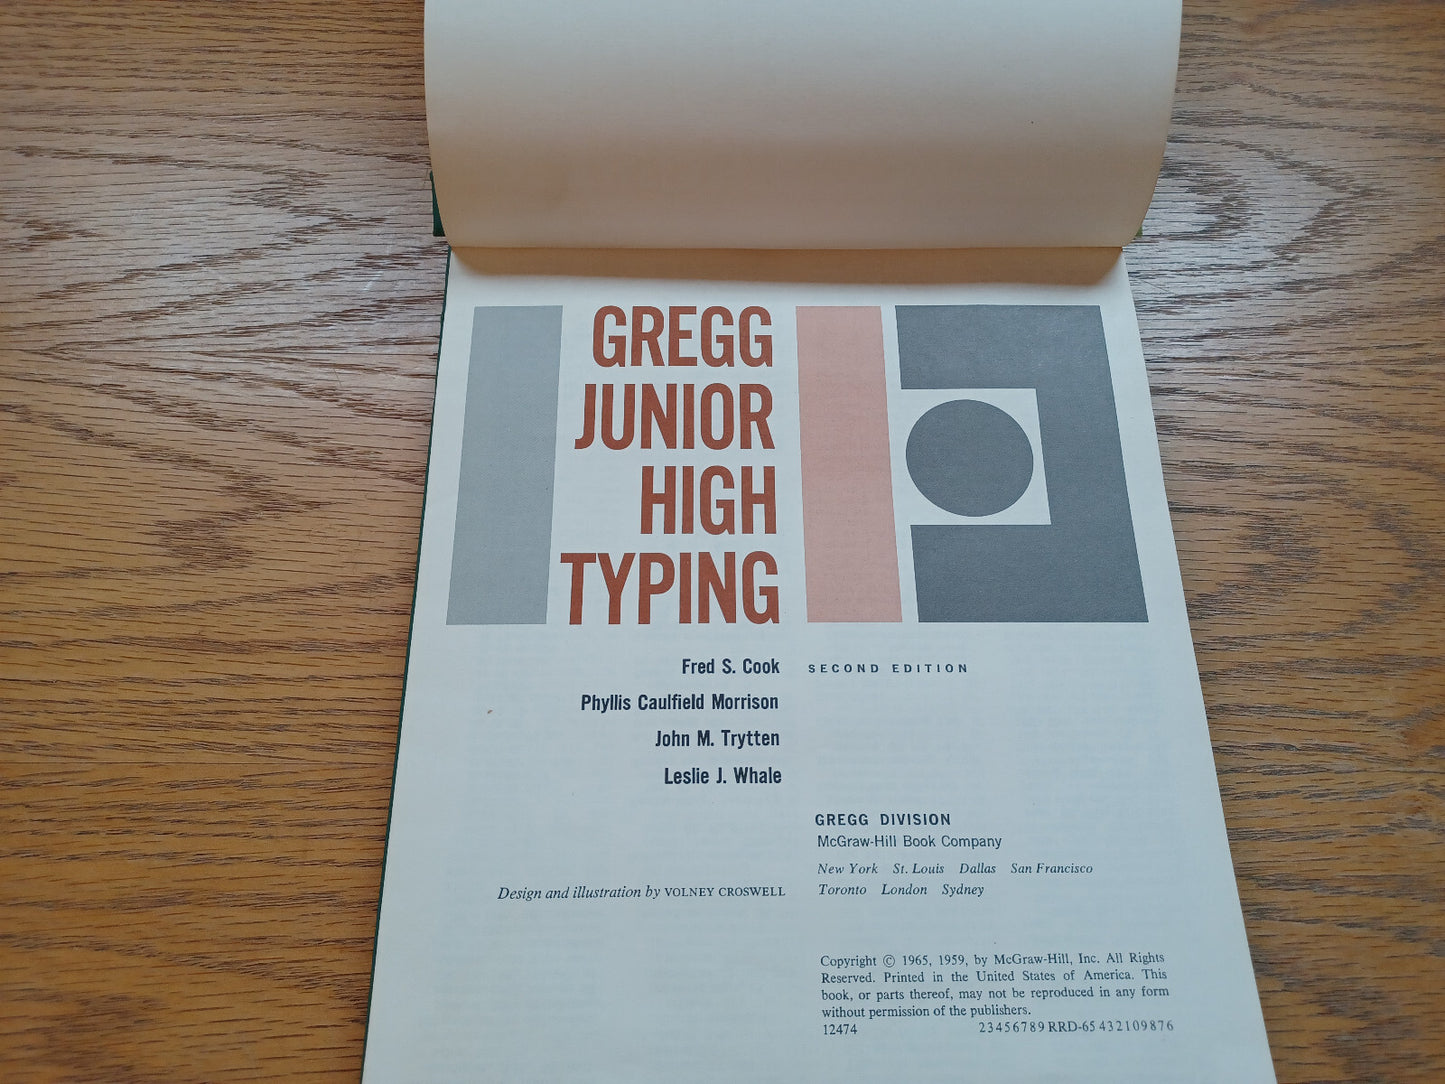 GREGG
JUNIOR
HIGH
TYPING
Fred S. Cook
Phyllis Caulfield Morrison
John M. Trytten
Leslie J. Whale
SECOND EDITION
GREGG DIVISION
McGraw-Hill Book Company
New York St. Louis Dallas San Francisco
Toronto London Sydney
Design and illustration by VOLNEY CROSWELL
Copyright © 1965, 1959, by McGraw-Hill, Inc. All Rights
Reserved. Printed in the United States of America. This
book, or parts thereof, may not be reproduced in any form
without permission of the publishers.
12474 23456789 RRD-65 432109876